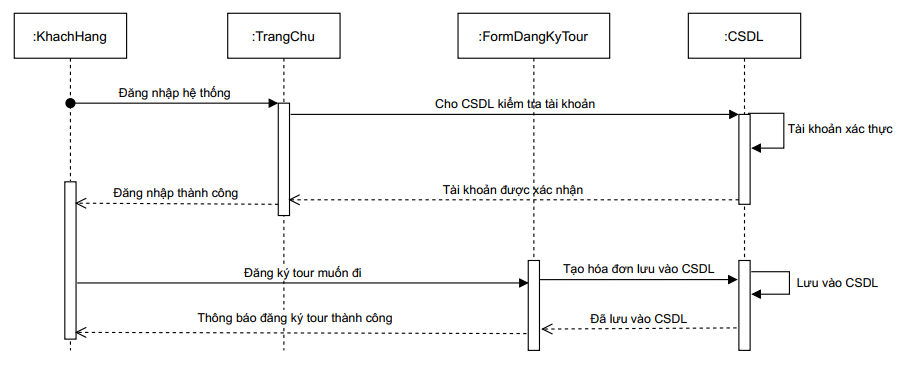 :KhachHang
:TrangChu
:FormDangKyTour
:CSDL
Đăng nhập hệ thống
Cho CSDL kiểm tra tài khoản
Tài khoản xác thực
Tài khoản được xác nhận
Đăng nhập thành công
Đăng ký tour muốn đi
Tạo hóa đơn lưu vào CSDL
Lưu vào CSDL
Đã lưu vào CSDL
Thông báo đăng ký tour thành công